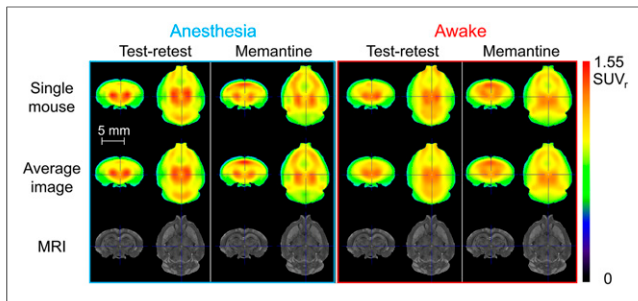 Anesthesia
Awake
Test-retest
Memantine
Test-retest
Memantine
1.55
SUVr
Single
mouse
5 mm
Average
image
MRI
0